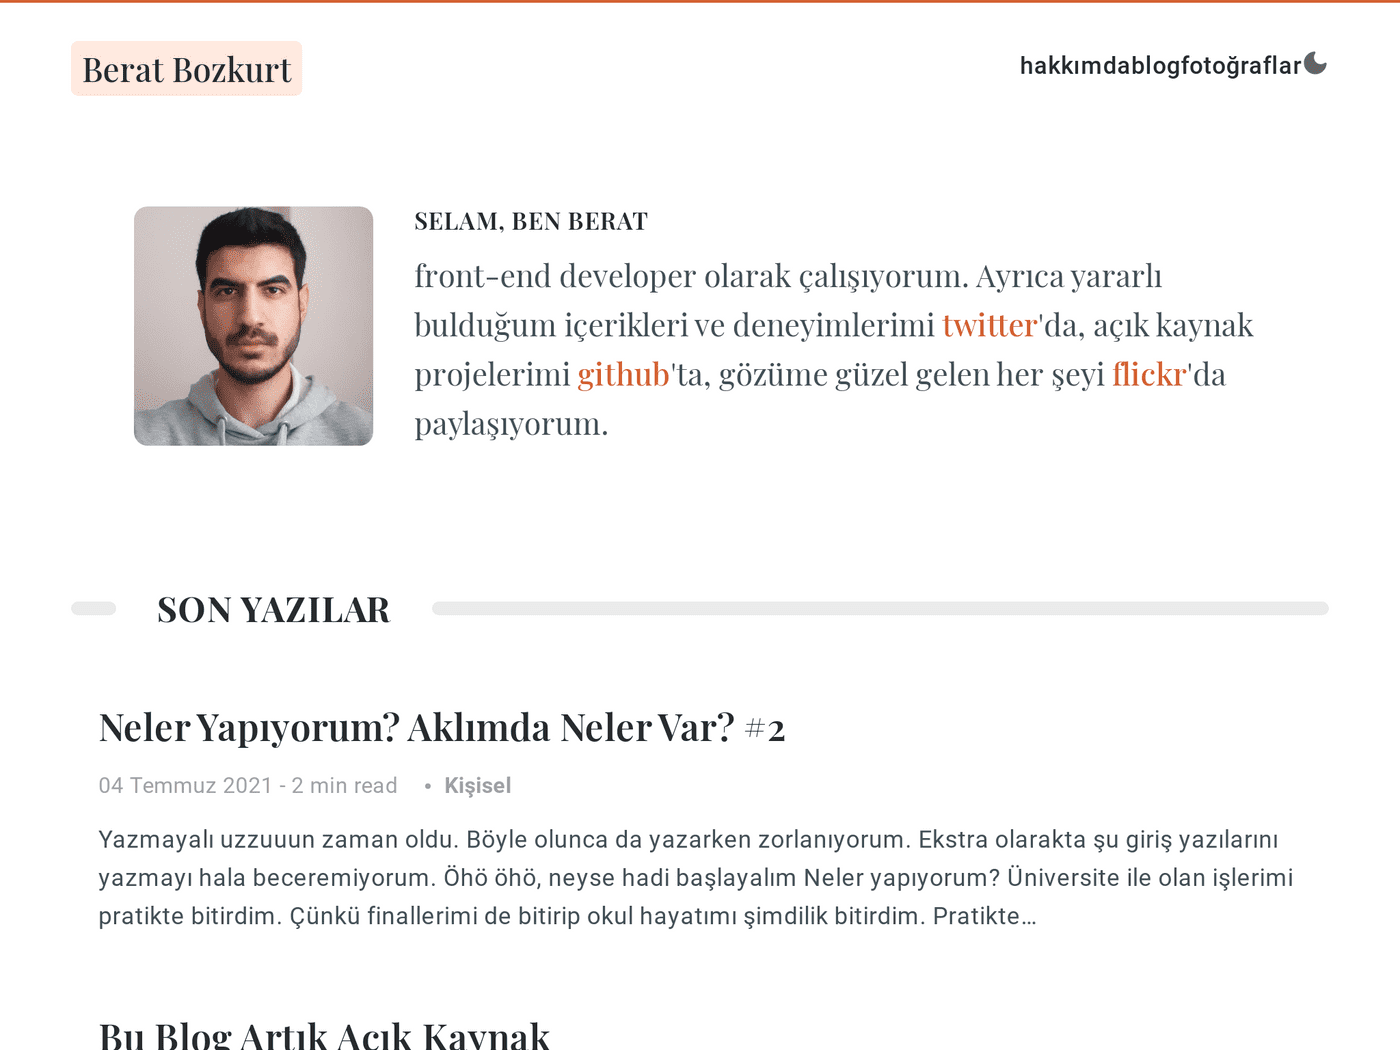 Berat Bozkurt
hakkımdablogfotoğraflar
SELAM, BEN BERAT
front-end developer olarak çalışıyorum. Ayrıca yararlı
bulduğum içerikleri ve deneyimlerimi twitter'da, açık kaynak
projelerimi github'ta, gözüme güzel gelen her şeyi flickr'da
paylaşıyorum.
SON YAZILAR
Neler Yapıyorum? Aklımda Neler Var? #2
04 Temmuz 2021 - 2 min read • Kişisel
Yazmayalı uzzuuun zaman oldu. Böyle olunca da yazarken zorlanıyorum. Ekstra olarakta şu giriş yazılarını
yazmayı hala beceremiyorum. Öhö öhö, neyse hadi başlayalım Neler yapıyorum? Üniversite ile olan işlerimi
pratikte bitirdim. Çünkü finallerimi de bitirip okul hayatımı şimdilik bitirdim. Pratikte…
Bu Blog Artık Açık Kaynak